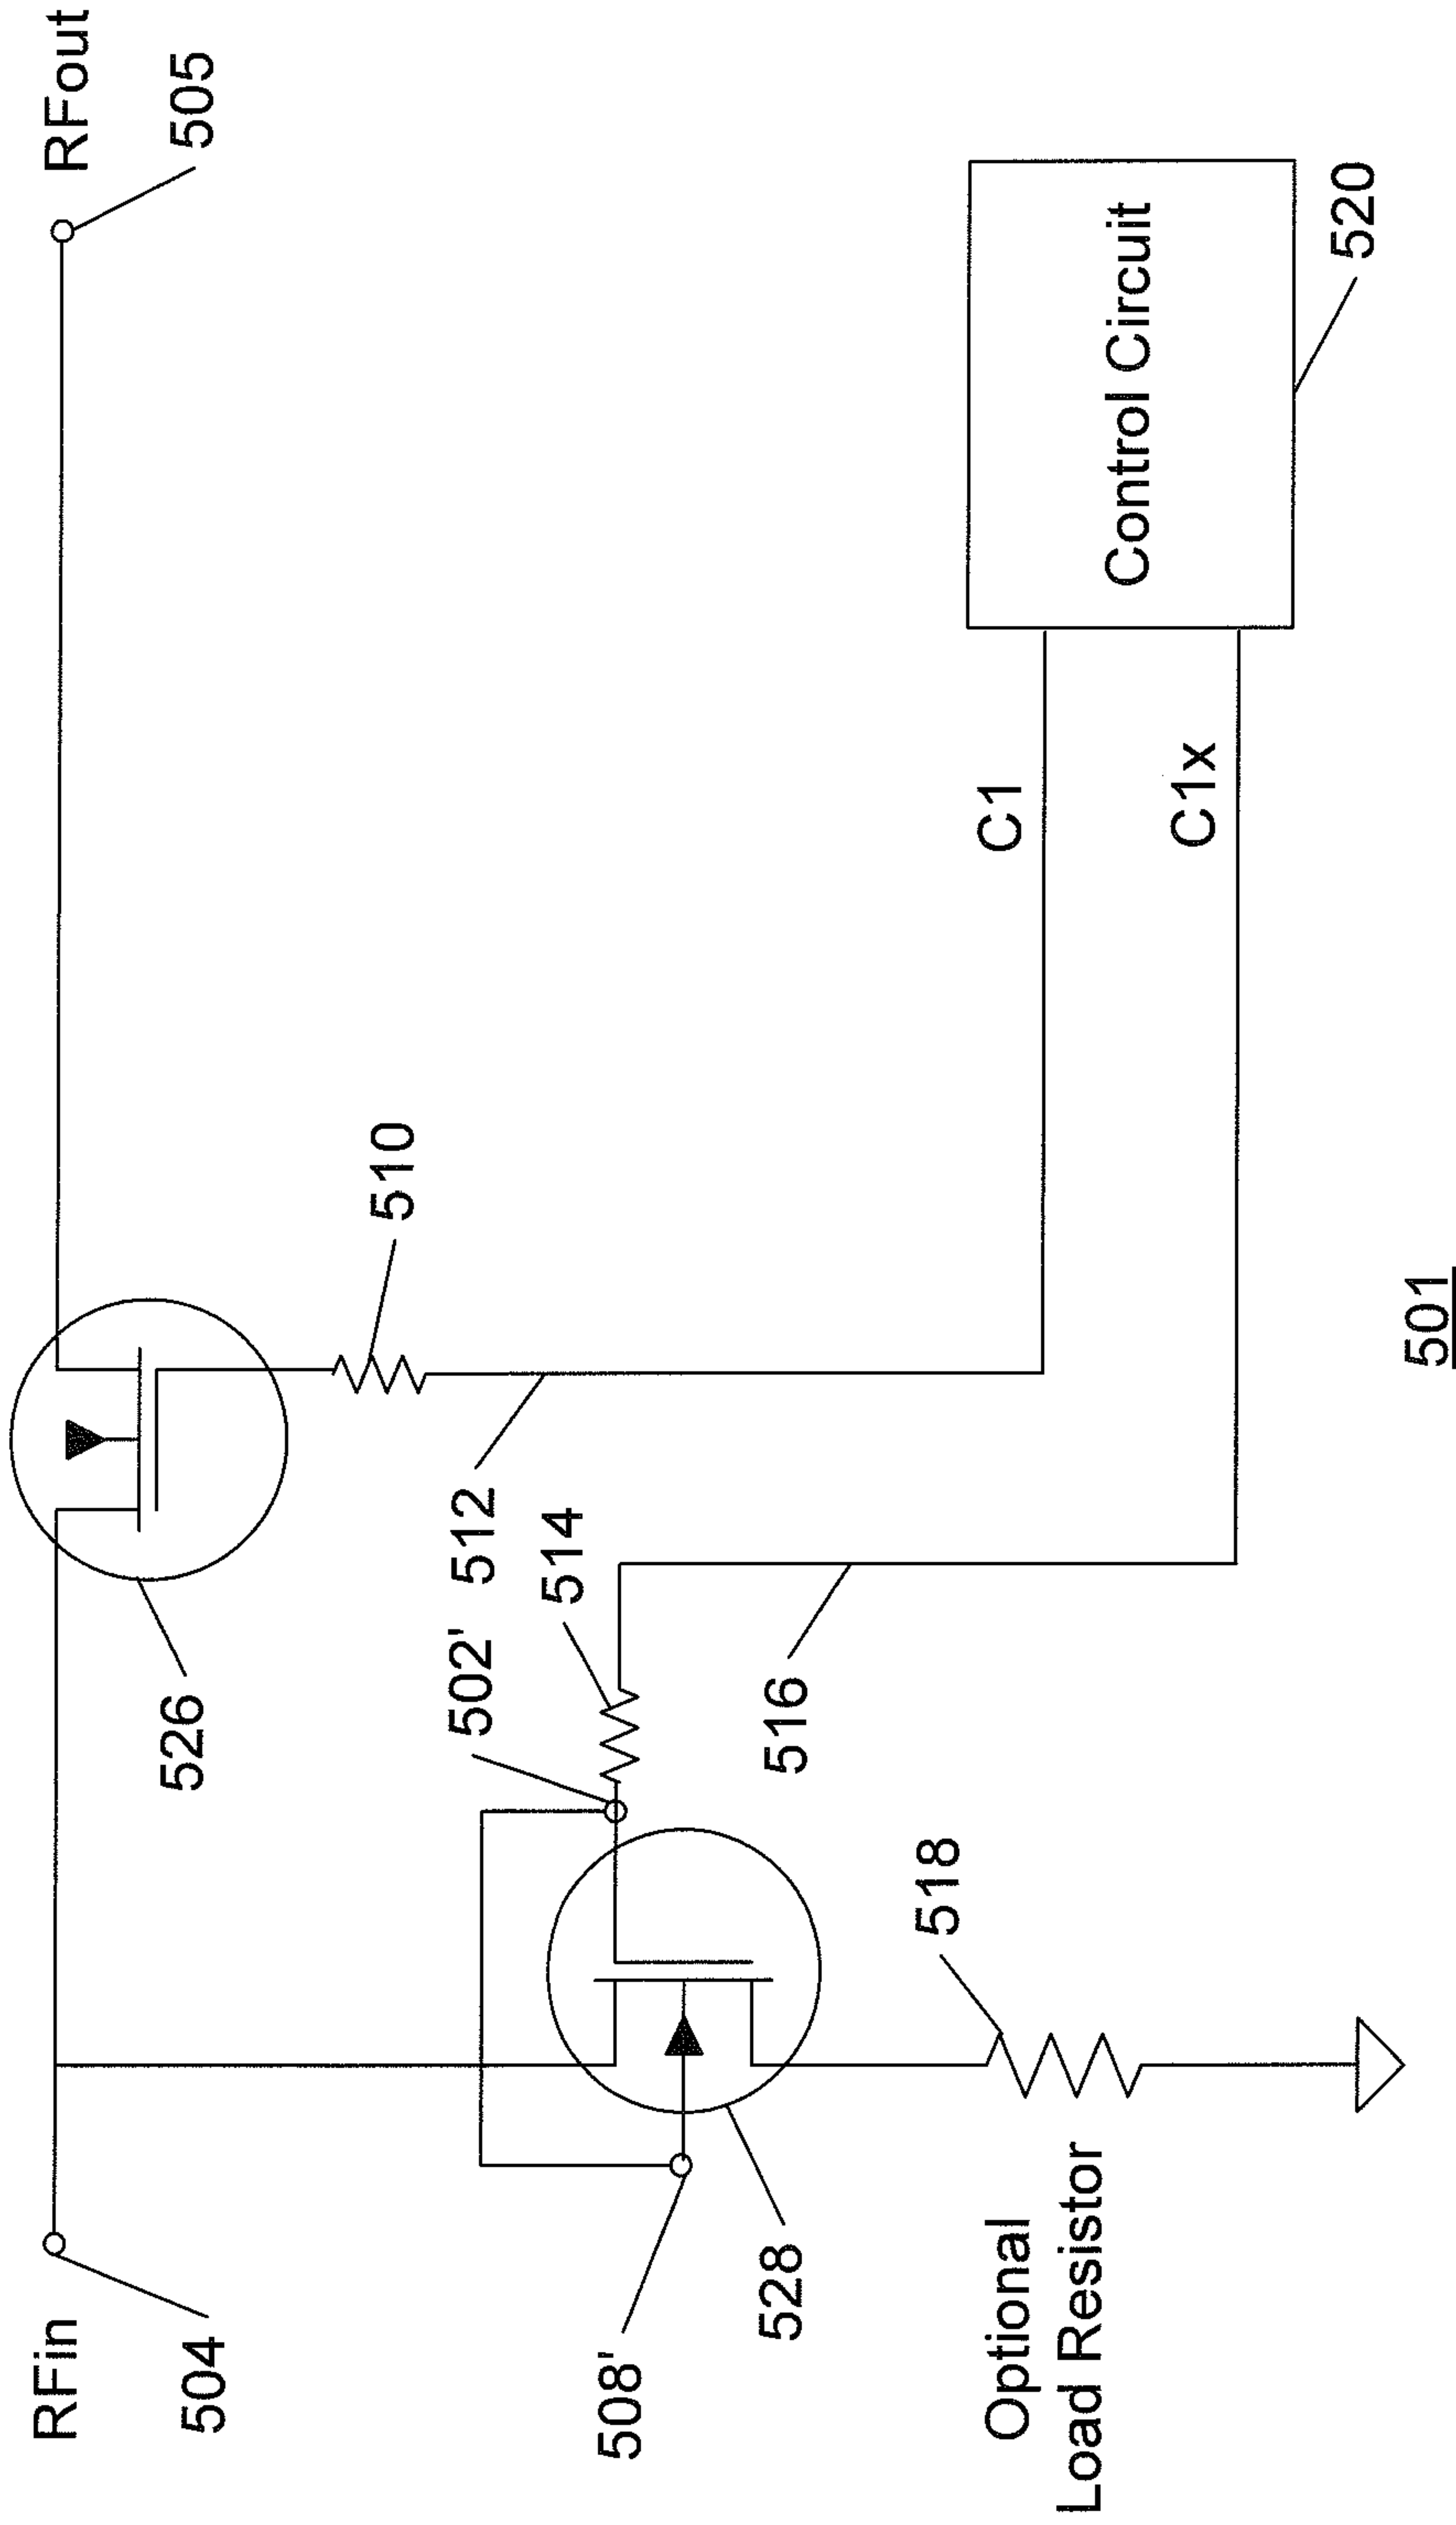 RFin
504
RFout
505
526
510
502'
512
514
508'
528
516
C1
C1x
Control Circuit
520
518
Optional
Load Resistor
501